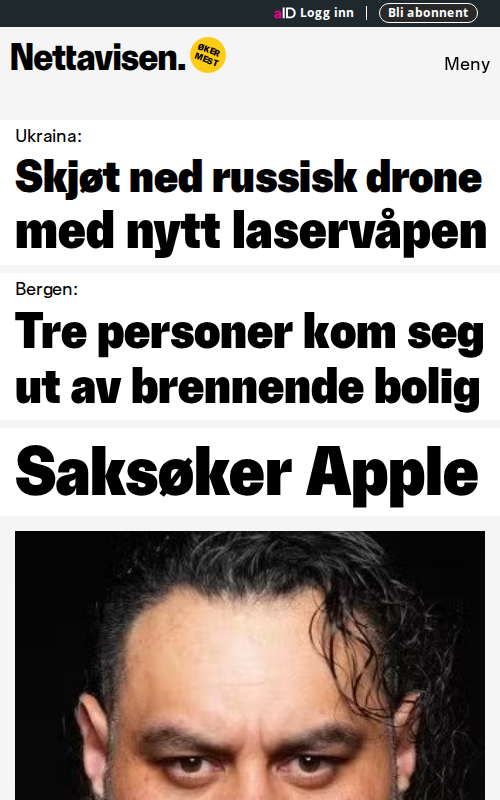 aID Logg inn
Bli abonnent
Nettavisen.
ØKER
MEST
Meny
Ukraina:
Skjøt ned russisk drone
med nytt laservåpen
Bergen:
Tre personer kom seg
ut av brennende bolig
Saksøker Apple